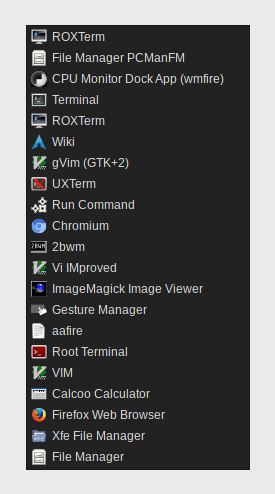 ROXTerm
File Manager PCManFM
CPU Monitor Dock App (wmfire)
Terminal
ROXTerm
Wiki
gVim (GTK+2)
UXTerm
Run Command
Chromium
2BWM 2bwm
Vi IMproved
ImageMagick Image Viewer
Gesture Manager
aafire
Root Terminal
VIM
Calcoo Calculator
Firefox Web Browser
Xfe File Manager
File Manager